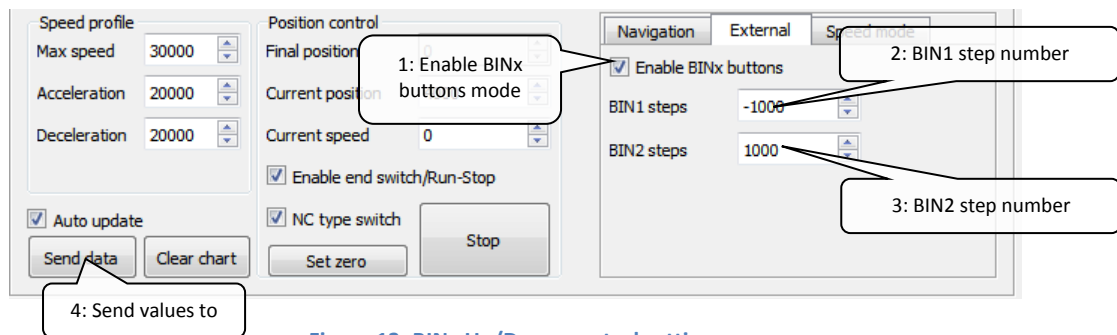 Speed profile
Max speed 30000
Acceleration 20000
Deceleration 20000
Auto update
Send data
Clear chart
Position control
Final position
Current position
Current speed 0
Enable end switch/Run-Stop
NC type switch
Set zero
Stop
Navigation External Speed mode
Enable BINx buttons
BIN1 steps -1000
BIN2 steps 1000
1: Enable BINx
buttons mode
2: BIN1 step number
3: BIN2 step number
4: Send values to